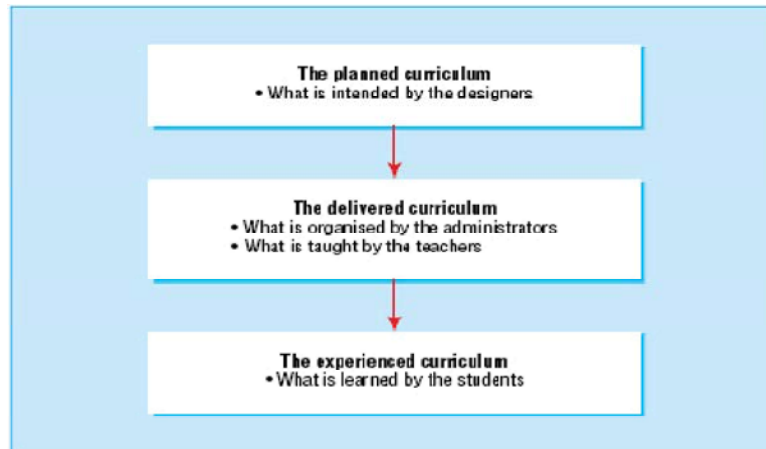 The planned curriculum
• What is intended by the designers
The delivered curriculum
• What is organised by the administrators
• What is taught by the teachers
The experienced curriculum
• What is learned by the students